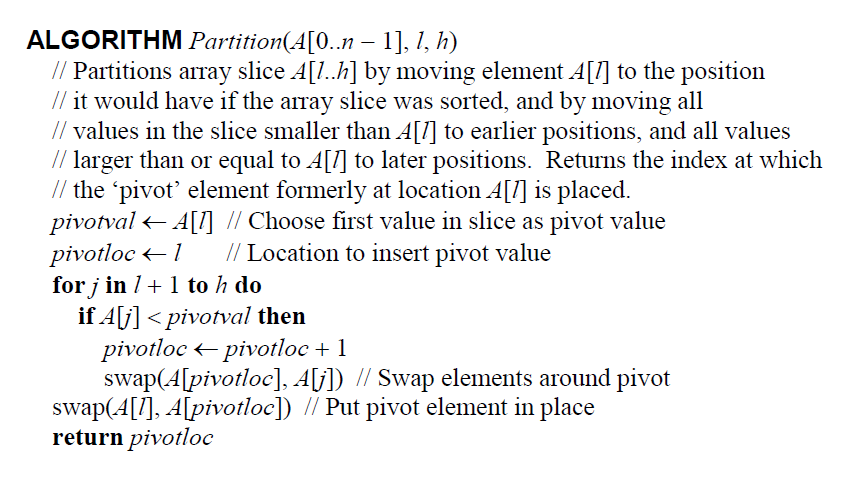 ALGORITHM Partition(A[0..n – 1], l, h)
// Partitions array slice A[l..h] by moving element A[l] to the position
// it would have if the array slice was sorted, and by moving all
// values in the slice smaller than A[l] to earlier positions, and all values
// larger than or equal to A[l] to later positions.  Returns the index at which
// the ‘pivot’ element formerly at location A[l] is placed.
pivotval ← A[l]  // Choose first value in slice as pivot value
pivotloc ← l  // Location to insert pivot value
for j in l + 1 to h do
if A[j] < pivotval then
pivotloc ← pivotloc + 1
swap(A[pivotloc], A[j])  // Swap elements around pivot
swap(A[l], A[pivotloc])  // Put pivot element in place
return pivotloc